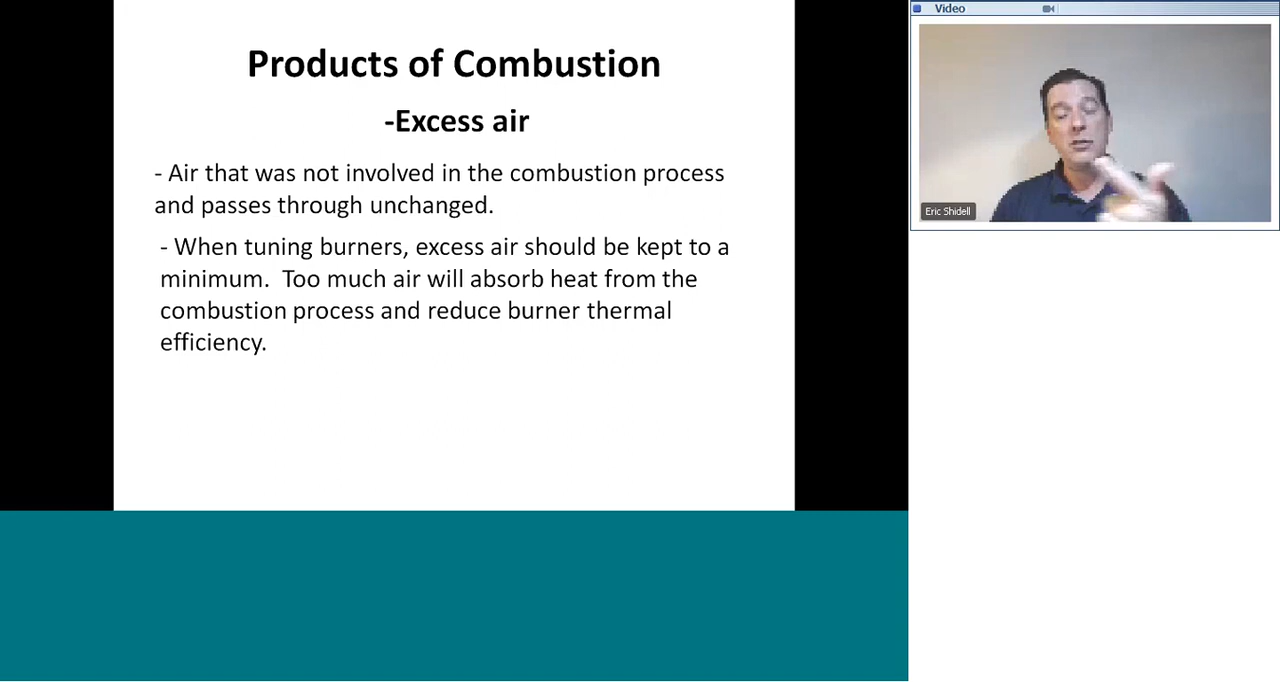 Products of Combustion
-Excess air
- Air that was not involved in the combustion process
and passes through unchanged.
- When tuning burners, excess air should be kept to a
minimum.  Too much air will absorb heat from the
combustion process and reduce burner thermal
efficiency.
Video
Eric Shidell